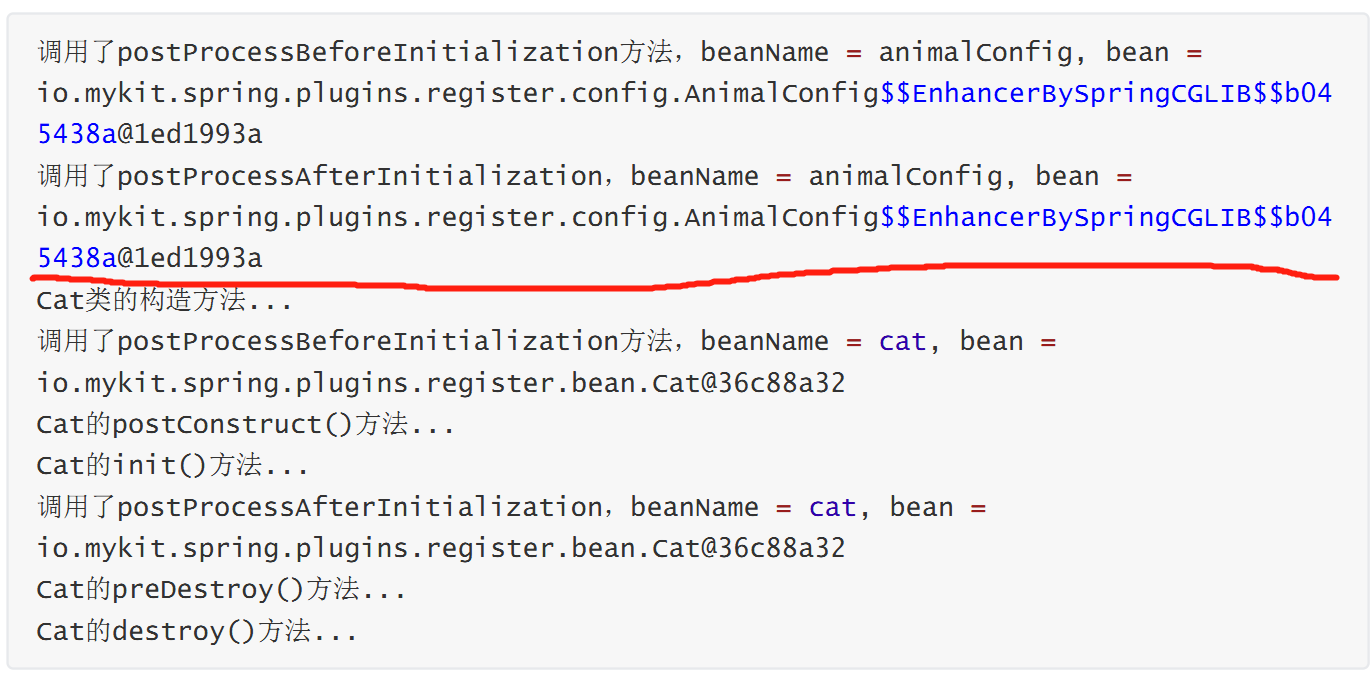 调用了postProcessBeforeInitialization方法，beanName = animalConfig, bean =
io.mykit.spring.plugins.register.config.AnimalConfig$$EnhancerBySpringCGLIB$$b04
5438a@1ed1993a
调用了postProcessAfterInitialization，beanName = animalConfig, bean =
io.mykit.spring.plugins.register.config.AnimalConfig$$EnhancerBySpringCGLIB$$b04
5438a@1ed1993a
Cat类的构造方法...
调用了postProcessBeforeInitialization方法，beanName = cat, bean =
io.mykit.spring.plugins.register.bean.Cat@36c88a32
Cat的postConstruct()方法...
Cat的init()方法...
调用了postProcessAfterInitialization，beanName = cat, bean =
io.mykit.spring.plugins.register.bean.Cat@36c88a32
Cat的preDestroy()方法...
Cat的destroy()方法...